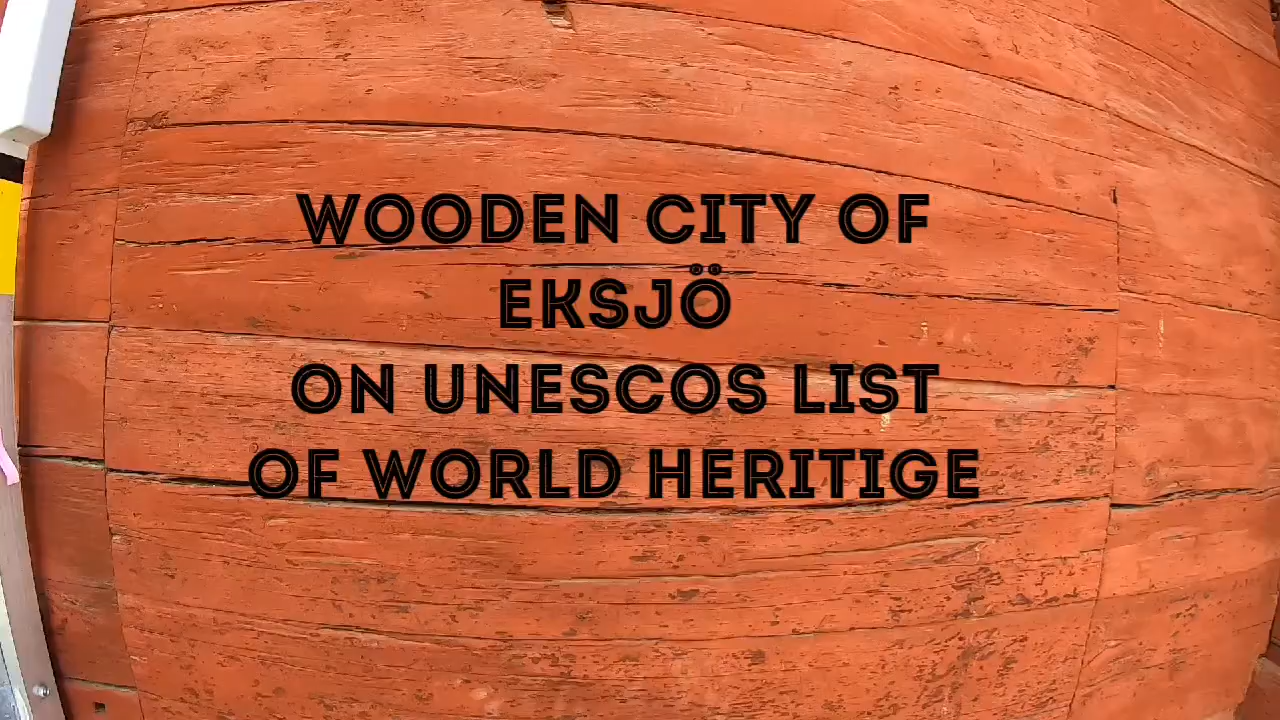 WOODEN CITY OF
EKSJÖ
ON UNESCOS LIST
OF WORLD HERITIGE